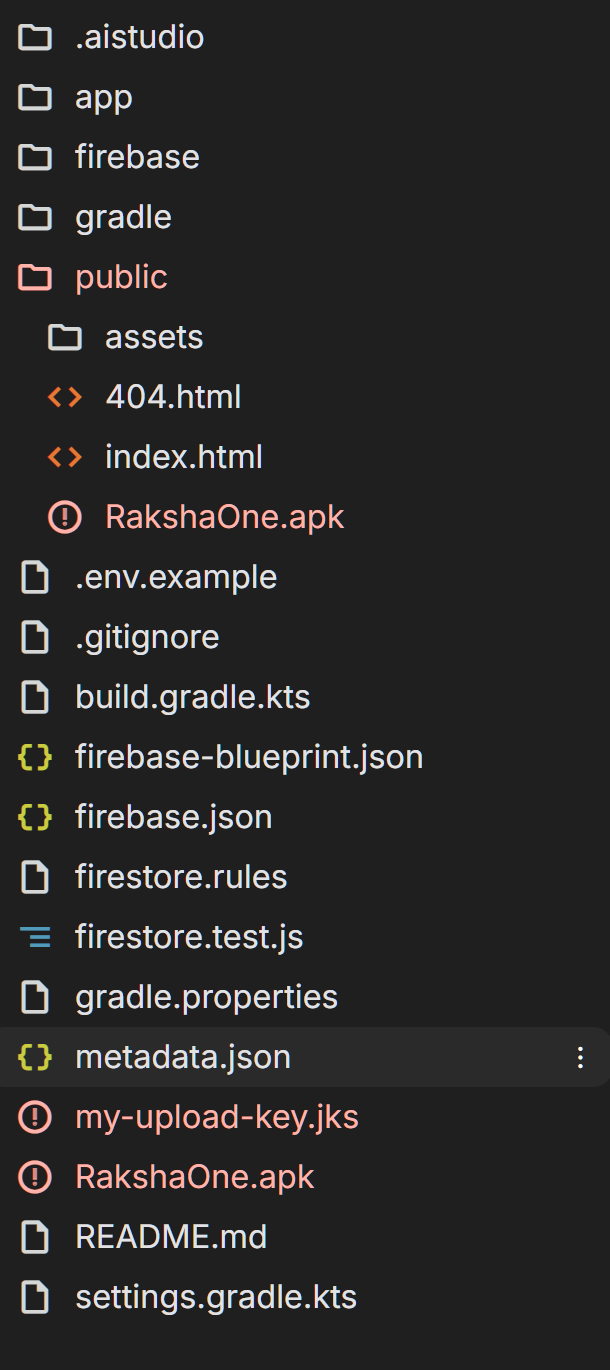 .aistudio
app
firebase
gradle
public
assets
404.html
index.html
RakshaOne.apk
.env.example
.gitignore
build.gradle.kts
firebase-blueprint.json
firebase.json
firestore.rules
firestore.test.js
gradle.properties
metadata.json
my-upload-key.jks
RakshaOne.apk
README.md
settings.gradle.kts